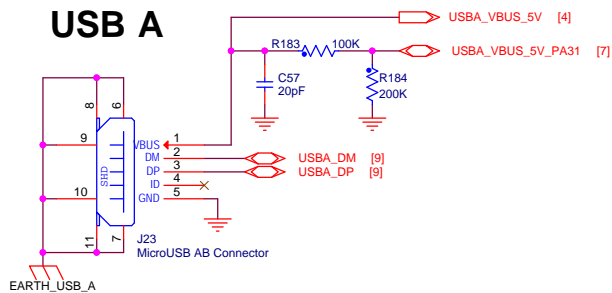 USB A
USBA_VBUS_5V [4]
R183 100K
USBA_VBUS_5V_PA31 [7]
C57
20pF
R184
200K
8
6
9
VBUS 1
DM 2
USBA_DM [9]
DP 3
USBA_DP [9]
ID 4
GND 5
SHD
10
11
7
J23
MicroUSB AB Connector
EARTH_USB_A